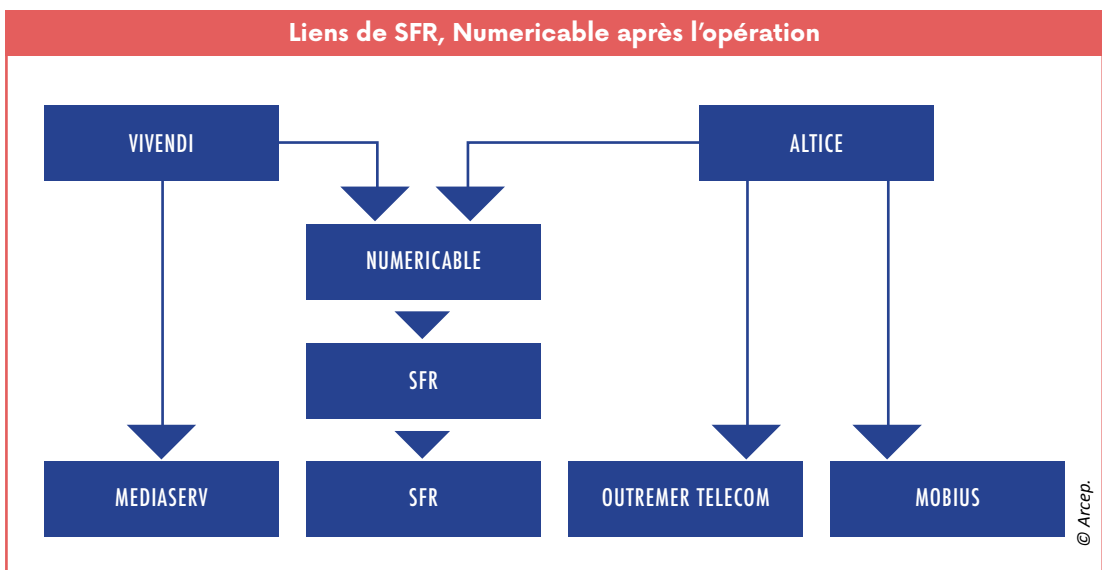 Liens de SFR, Numericable après l'opération
VIVENDI
ALTICE
NUMERICABLE
SFR
MEDIASERV
SFR
OUTREMER TELECOM
MOBIUS
© Arcep.